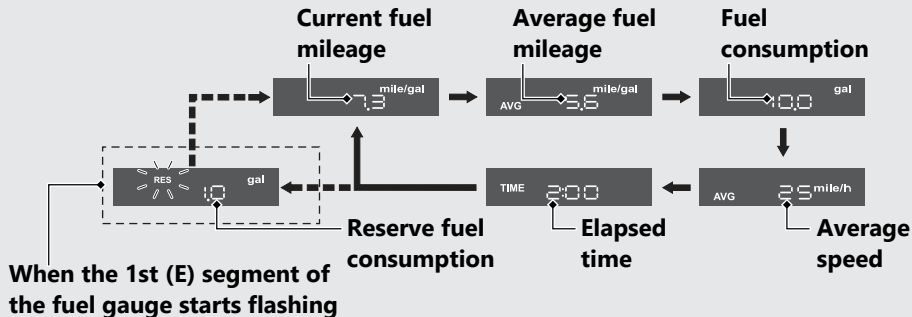 Current fuel
mileage
Average fuel
mileage
Fuel
consumption
7.3 mile/gal
AVG 5.6 mile/gal
10.0 gal
RES 1.0 gal
TIME 2:00
AVG 25 mile/h
Reserve fuel
consumption
Elapsed
time
Average
speed
When the 1st (E) segment of
the fuel gauge starts flashing